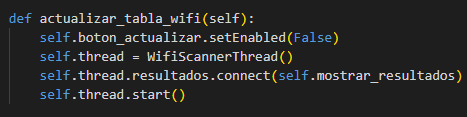 def actualizar_tabla_wifi(self):
    self.boton_actualizar.setEnabled(False)
    self.thread = WifiScannerThread()
    self.thread.resultados.connect(self.mostrar_resultados)
    self.thread.start()